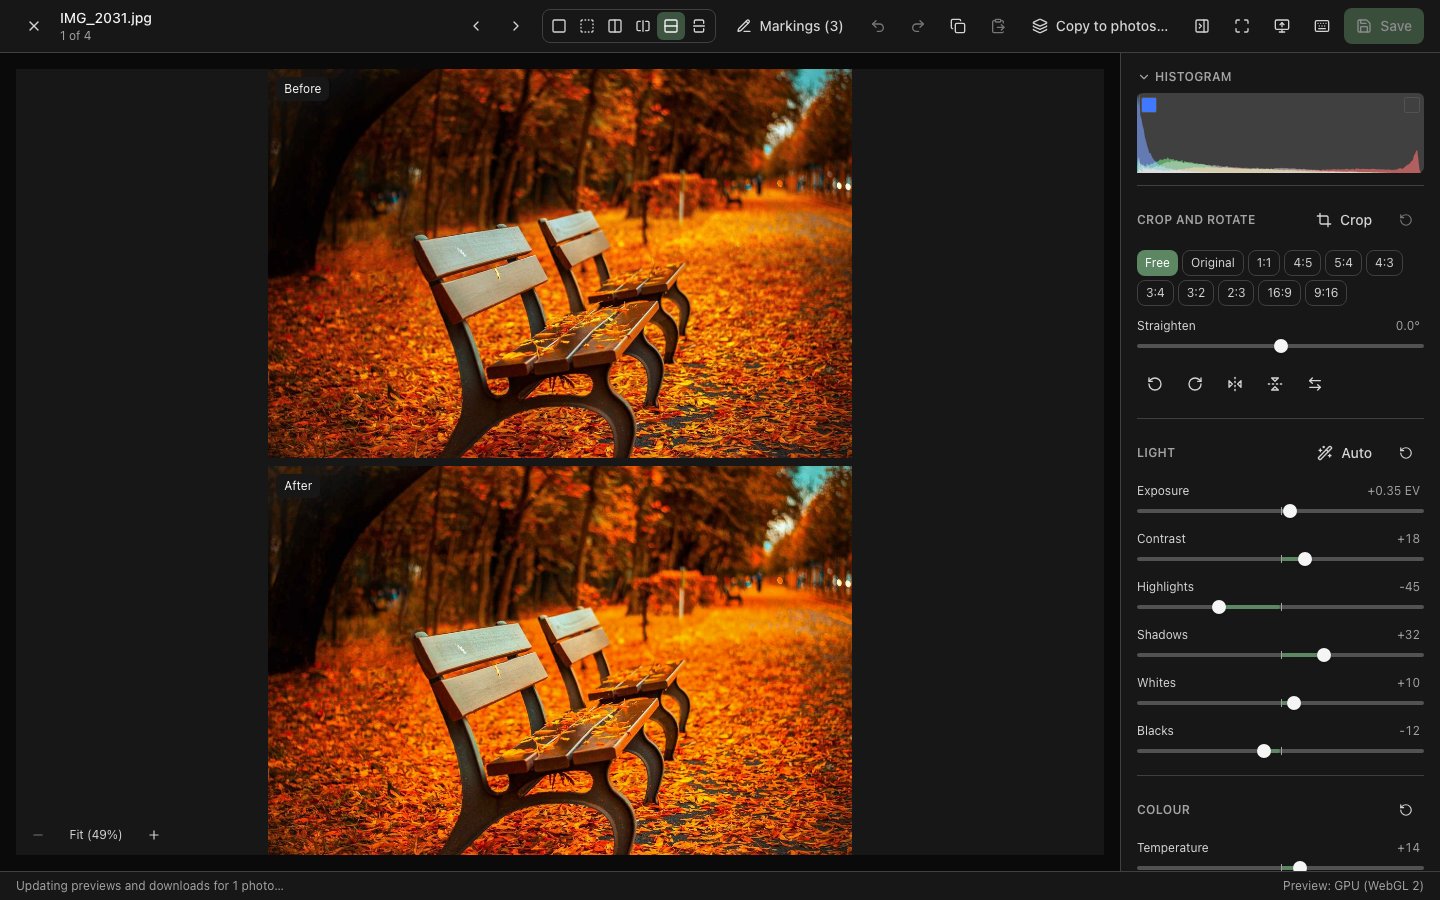 IMG_2031.jpg
1 of 4
Markings (3)
Copy to photos...
Save
Before
After
Fit (49%)
HISTOGRAM
CROP AND ROTATE
Crop
Free
Original
1:1
4:5
5:4
4:3
3:4
3:2
2:3
16:9
9:16
Straighten
0.0°
LIGHT
Auto
Exposure
+0.35 EV
Contrast
+18
Highlights
-45
Shadows
+32
Whites
+10
Blacks
-12
COLOUR
Temperature
+14
Updating previews and downloads for 1 photo...
Preview: GPU (WebGL 2)